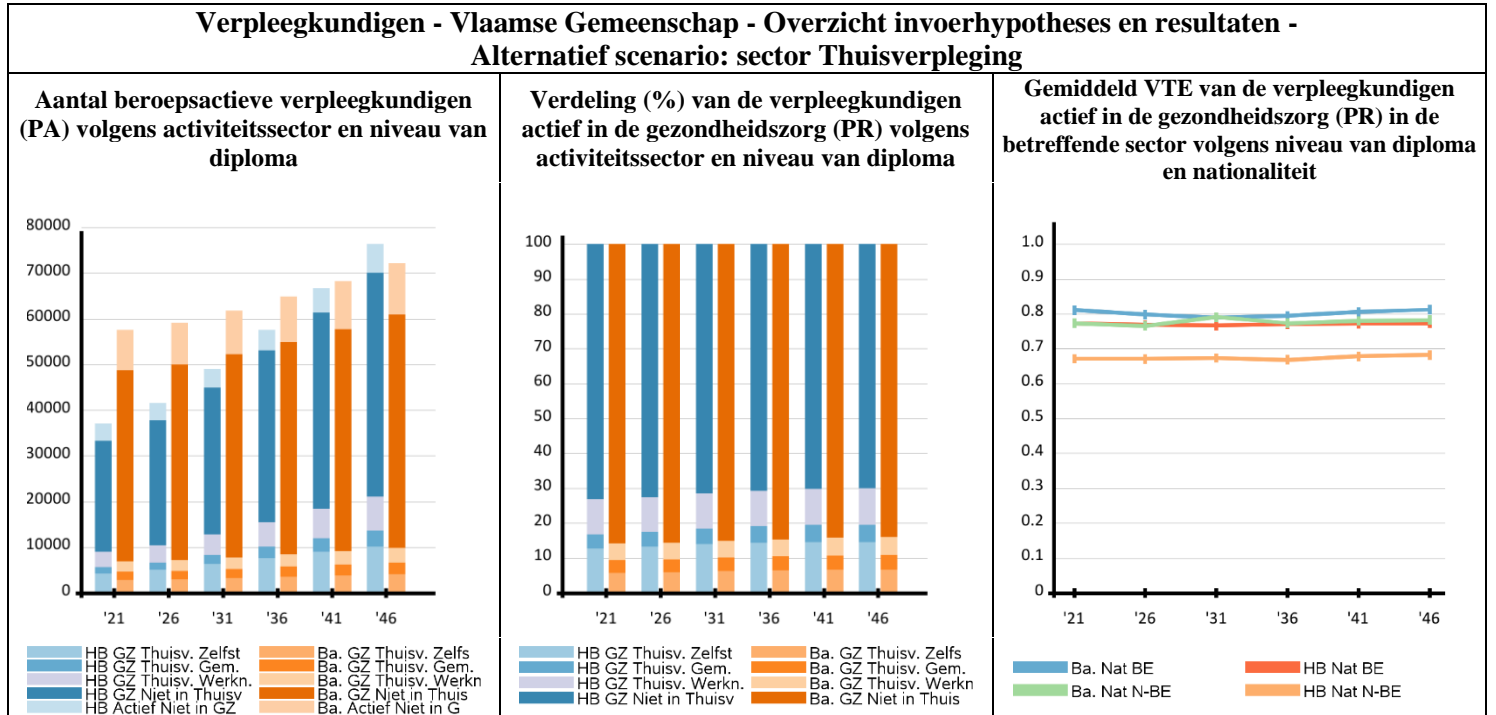 Verpleegkundigen - Vlaamse Gemeenschap - Overzicht invoerhypotheses en resultaten -
Alternatief scenario: sector Thuisverpleging
Aantal beroepsactieve verpleegkundigen
(PA) volgens activiteitssector en niveau van
diploma
80000
70000
60000
50000
40000
30000
20000
10000
0
'21 '26 '31 '36 '41 '46
HB GZ Thuisv. Zelfst Ba. GZ Thuisv. Zelfs
HB GZ Thuisv. Gem. Ba. GZ Thuisv. Gem.
HB GZ Thuisv. Werkn. Ba. GZ Thuisv. Werkn
HB GZ Niet in Thuisv Ba. GZ Niet in Thuis
HB Actief Niet in GZ Ba. Actief Niet in G
Verdeling (%) van de verpleegkundigen
actief in de gezondheidszorg (PR) volgens
activiteitssector en niveau van diploma
100
90
80
70
60
50
40
30
20
10
0
'21 '26 '31 '36 '41 '46
HB GZ Thuisv. Zelfst Ba. GZ Thuisv. Zelfs
HB GZ Thuisv. Gem. Ba. GZ Thuisv. Gem.
HB GZ Thuisv. Werkn. Ba. GZ Thuisv. Werkn
HB GZ Niet in Thuisv Ba. GZ Niet in Thuis
Gemiddeld VTE van de verpleegkundigen
actief in de gezondheidszorg (PR) in de
betreffende sector volgens niveau van diploma
en nationaliteit
1.0
0.9
0.8
0.7
0.6
0.5
0.4
0.3
0.2
0.1
0
'21 '26 '31 '36 '41 '46
Ba. Nat BE HB Nat BE
Ba. Nat N-BE HB Nat N-BE